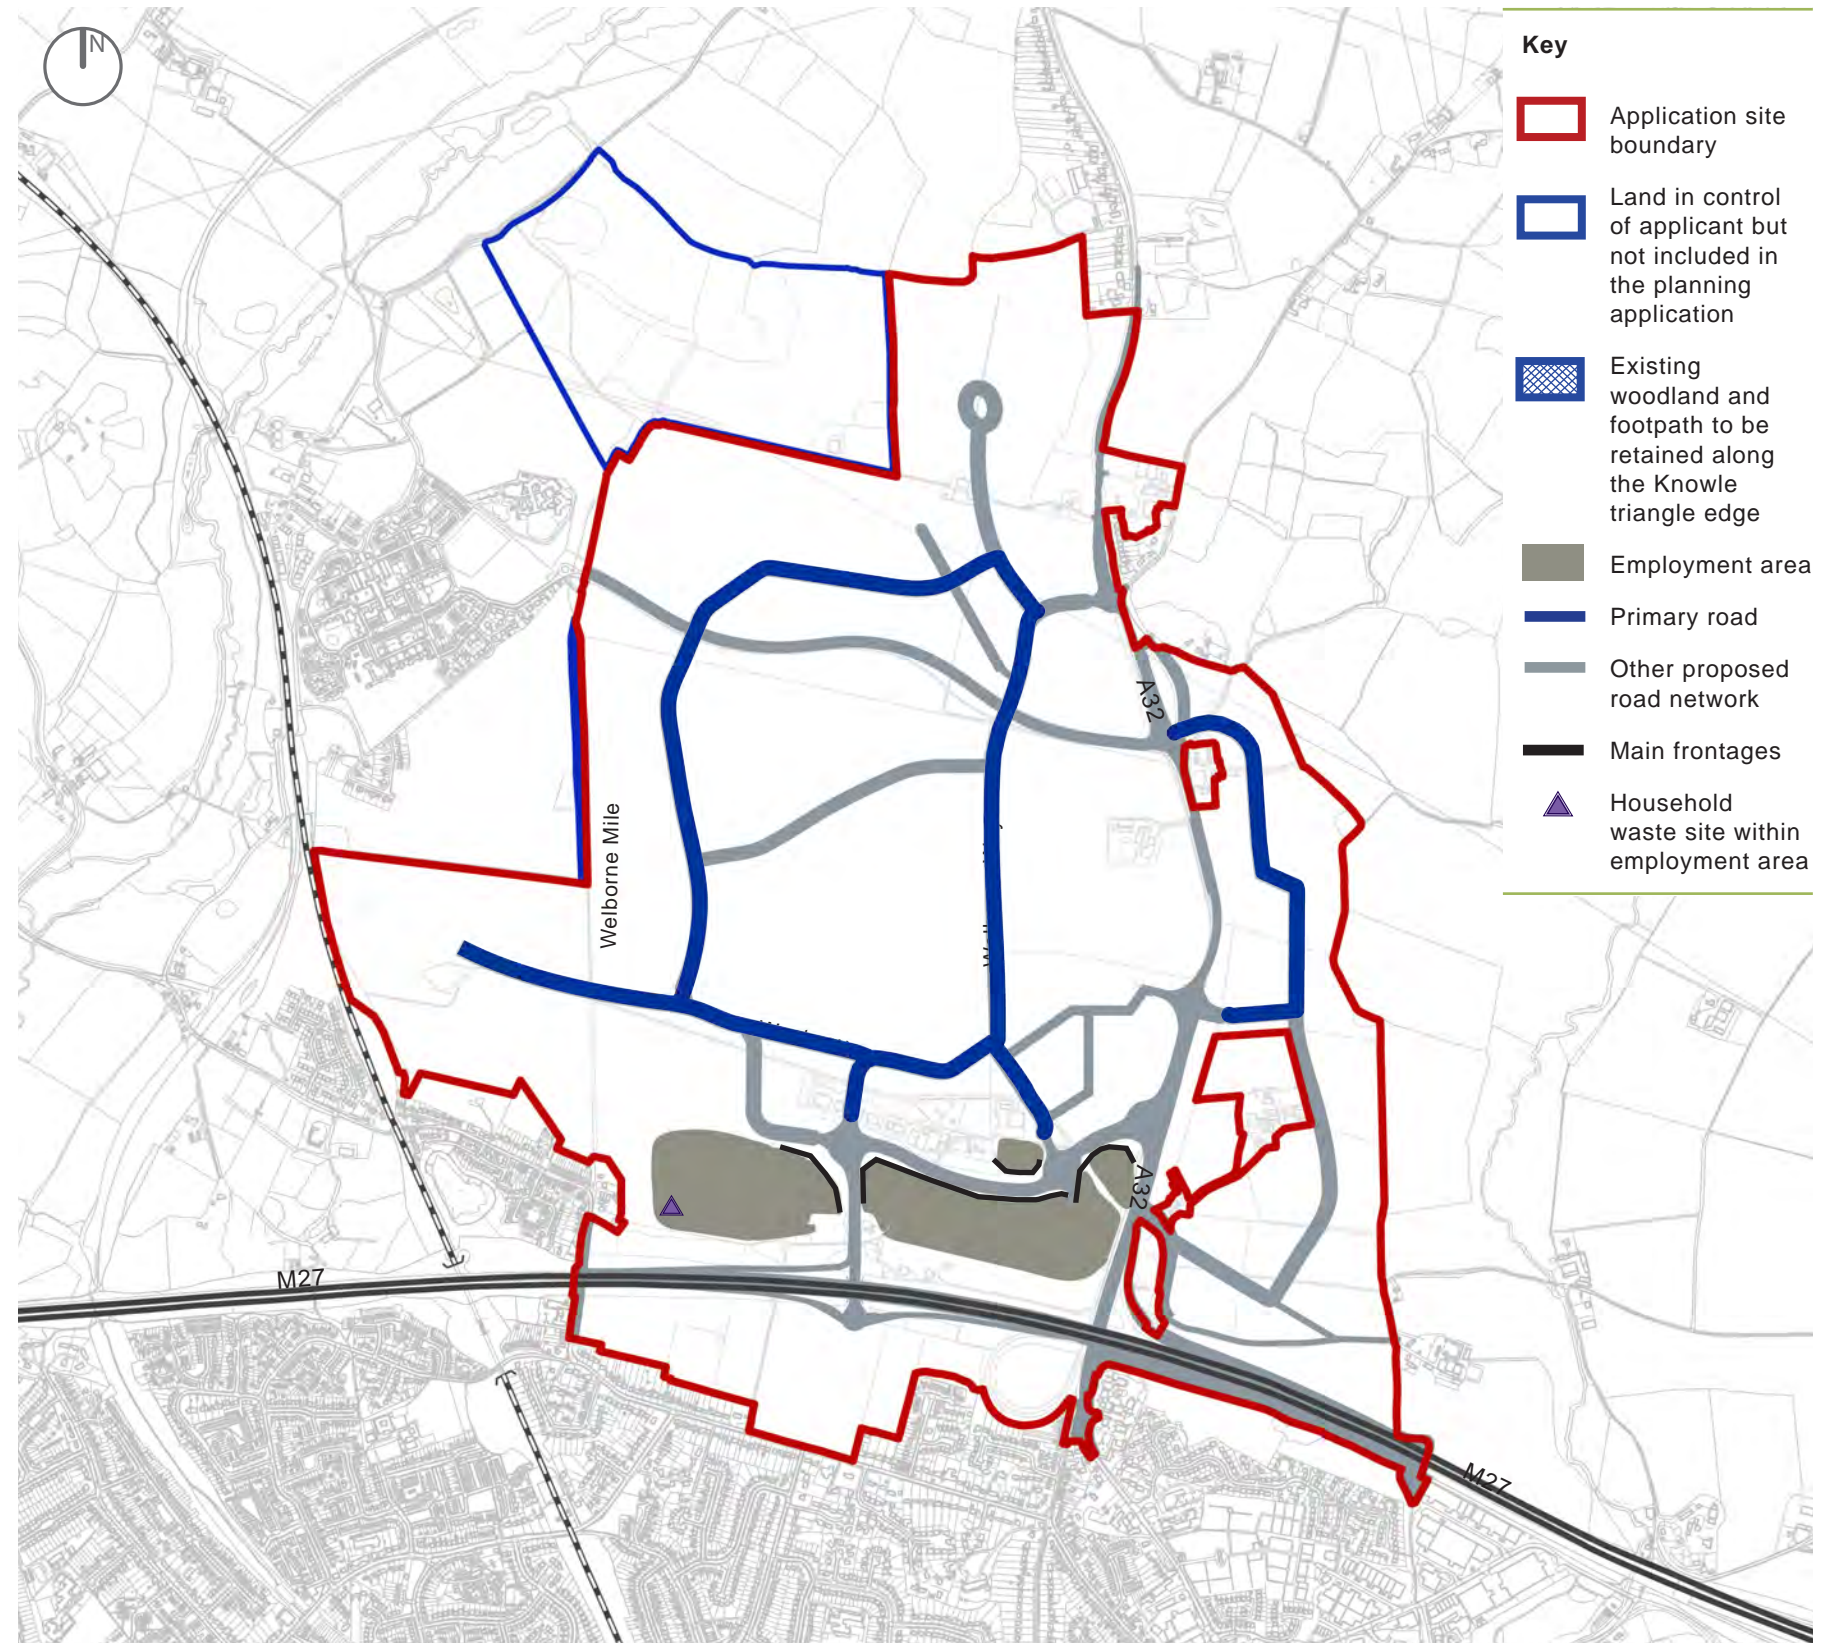 N
Key
Application site
boundary
Land in control
of applicant but
not included in
the planning
application
Existing
woodland and
footpath to be
retained along
the Knowle
triangle edge
Employment area
Primary road
Other proposed
road network
Main frontages
Household
waste site within
employment area
A32
Welborne Mile
A32
M27
M27